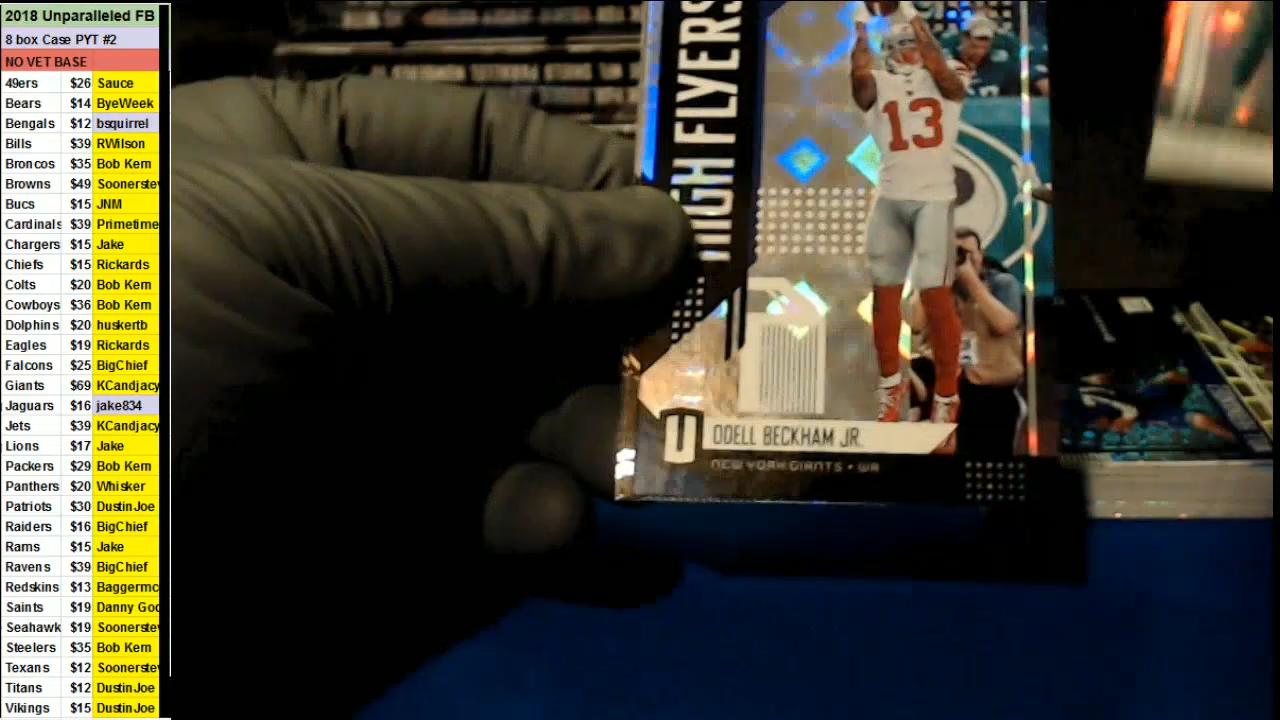 2018 Unparalleled FB
8 box Case PYT #2
NO VET BASE
49ers $26 Sauce
Bears $14 ByeWeek
Bengals $12 bsquirrel
Bills $39 RWilson
Broncos $35 Bob Kern
Browns $49 Soonerstev
Bucs $15 JNM
Cardinals $39 Primetime
Chargers $15 Jake
Chiefs $15 Rickards
Colts $20 Bob Kern
Cowboys $36 Bob Kern
Dolphins $20 huskertb
Eagles $19 Rickards
Falcons $25 BigChief
Giants $69 KCandjacy
Jaguars $16 jake834
Jets $39 KCandjacy
Lions $17 Jake
Packers $29 Bob Kern
Panthers $20 Whisker
Patriots $30 DustinJoe
Raiders $16 BigChief
Rams $15 Jake
Ravens $39 BigChief
Redskins $13 Baggermc
Saints $19 Danny Goo
Seahawk $19 Soonerstev
Steelers $35 Bob Kern
Texans $12 Soonerstev
Titans $12 DustinJoe
Vikings $15 DustinJoe
HIGH FLYERS
13
U
ODELL BECKHAM JR.
NEW YORK GIANTS • WR